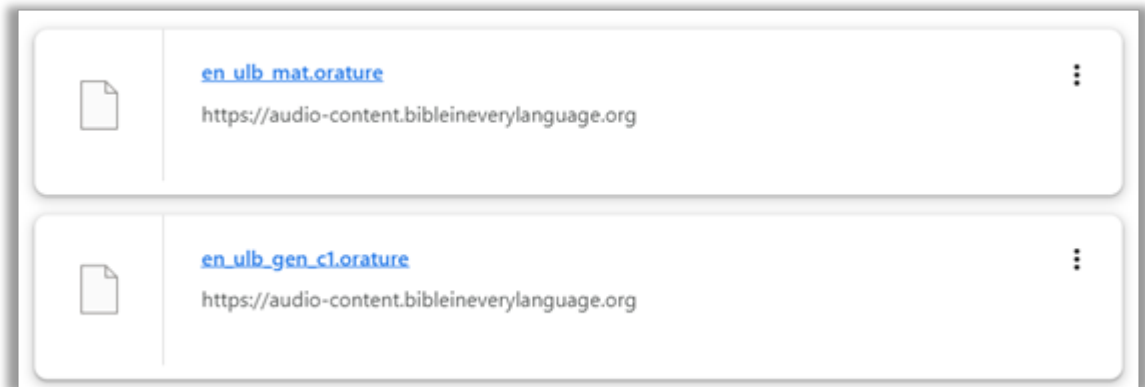 en_ulb_mat.orature
https://audio-content.bibleineverylanguage.org
en_ulb_gen_c1.orature
https://audio-content.bibleineverylanguage.org